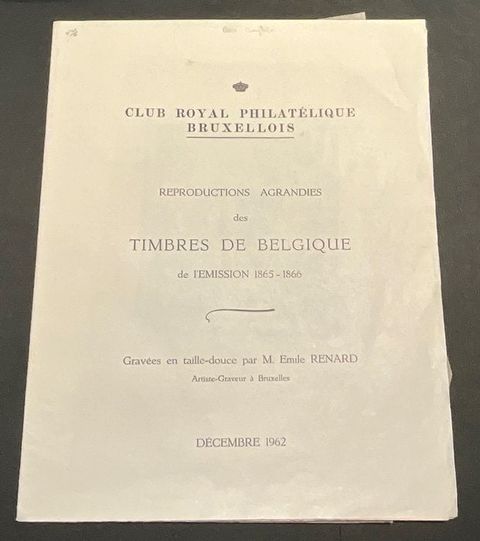 CLUB ROYAL PHILATÉLIQUE
BRUXELLOIS
REPRODUCTIONS AGRANDIES
des
TIMBRES DE BELGIQUE
de l'EMISSION 1865-1866
Gravées en taille-douce par M. Emile RENARD
Artiste-Graveur à Bruxelles
DÉCEMBRE 1962